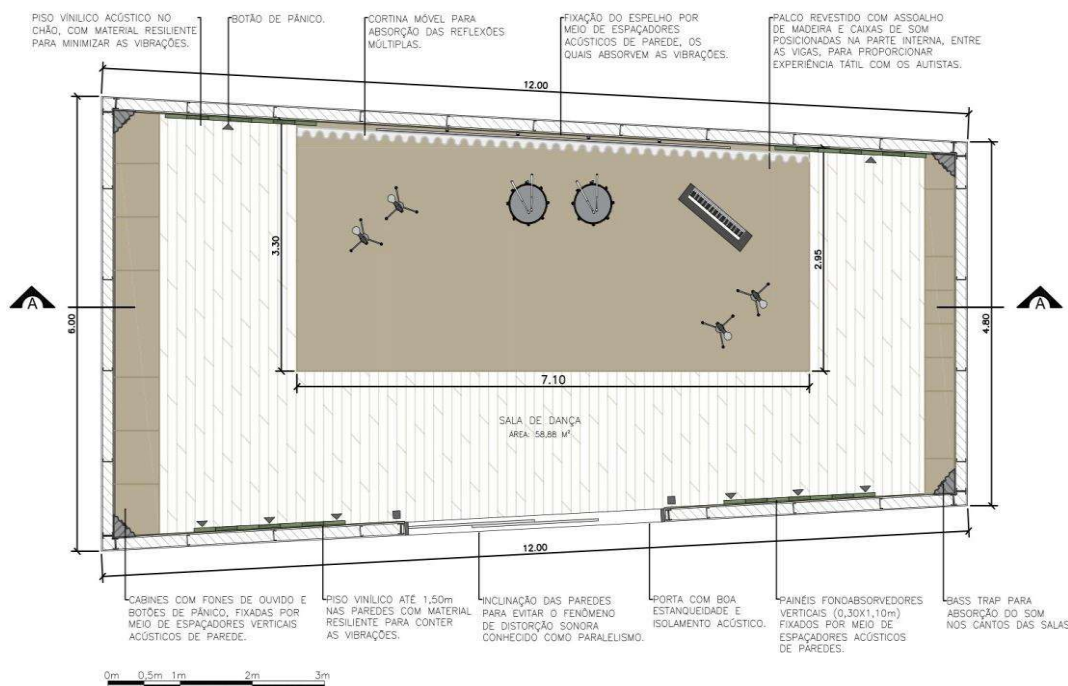 PISO VINÍLICO ACÚSTICO NO
CHÃO, COM MATERIAL RESILIENTE
PARA MINIMIZAR AS VIBRAÇÕES.
BOTÃO DE PÂNICO.
CORTINA MÓVEL PARA
ABSORÇÃO DAS REFLEXÕES
MÚLTIPLAS.
FIXAÇÃO DO ESPELHO POR
MEIO DE ESPAÇADORES
ACÚSTICOS DE PAREDE, OS
QUAIS ABSORVEM AS VIBRAÇÕES.
PALCO REVESTIDO COM ASSOALHO
DE MADEIRA E CAIXAS DE SOM
POSICIONADAS NA PARTE INTERNA, ENTRE
AS VIGAS, PARA PROPORCIONAR
EXPERIÊNCIA TÁTIL COM OS AUTISTAS.
12.00
3.30
2.95
A
6.00
A
4.80
7.10
SALA DE DANÇA
ÁREA: 58,88 M²
12.00
CABINES COM FONES DE OUVIDO E
BOTÕES DE PÂNICO, FIXADAS POR
MEIO DE ESPAÇADORES VERTICAIS
ACÚSTICOS DE PAREDE.
PISO VINÍLICO ATÉ 1,50m
NAS PAREDES COM MATERIAL
RESILIENTE PARA CONTER
AS VIBRAÇÕES.
INCLINAÇÃO DAS PAREDES
PARA EVITAR O FENÔMENO
DE DISTORÇÃO SONORA
CONHECIDO COMO PARALELISMO.
PORTA COM BOA
ESTANQUEIDADE E
ISOLAMENTO ACÚSTICO.
PAINÉIS FONOABSORVEDORES
VERTICAIS (0,30X1,10m)
FIXADOS POR MEIO DE
ESPAÇADORES ACÚSTICOS
DE PAREDES.
BASS TRAP PARA
ABSORÇÃO DO SOM
NOS CANTOS DAS SALAS
0m 0,5m 1m 2m 3m